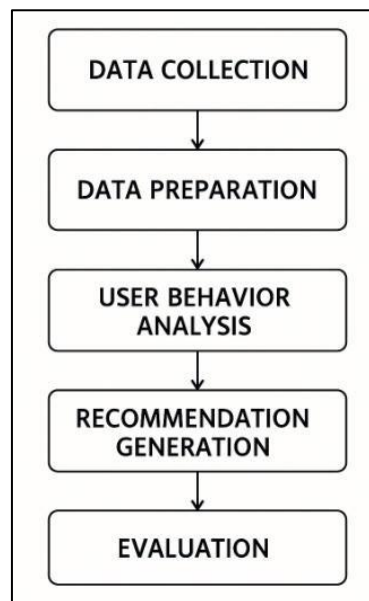 DATA COLLECTION
DATA PREPARATION
USER BEHAVIOR
ANALYSIS
RECOMMENDATION
GENERATION
EVALUATION